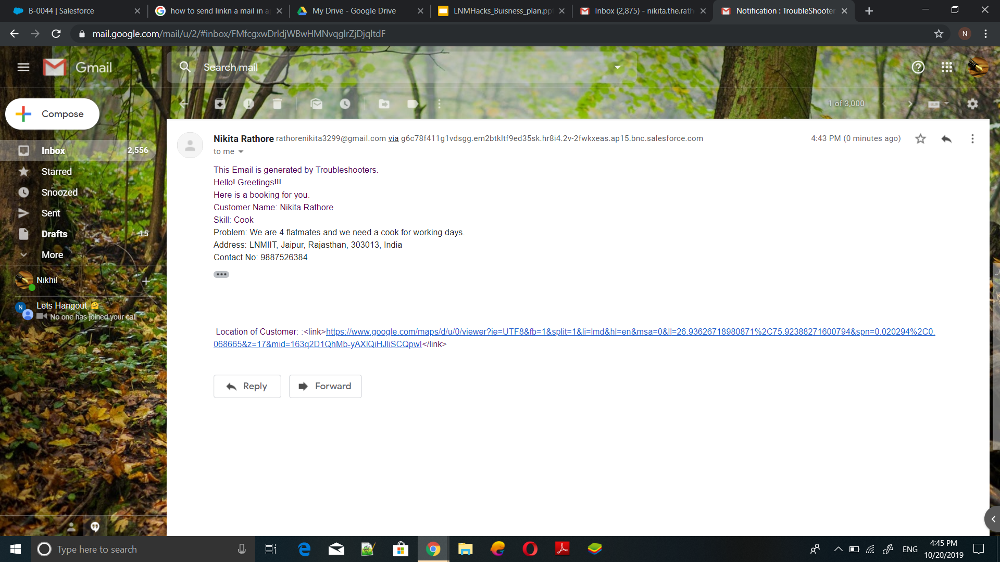 B-0044 | Salesforce
how to send linkn a mail in a
My Drive - Google Drive
LNMHacks_Buisness_plan.pp
Inbox (2,875) - nikita.the.rath
Notification : TroubleShooter
mail.google.com/mail/u/2/#inbox/FMfcgxwDrldjWBwHMNvqglrZjDjqltdF
N
Gmail
Search mail
Compose
1 of 3,000
Inbox 2,556
Starred
Snoozed
Sent
Drafts 15
More
Nikhil
N
Lets Hangout 🤗
No one has joined your call
Nikita Rathore rathorenikita3299@gmail.com via g6c78f411g1vdsgg.em2btkltf9ed35sk.hr8i4.2v-2fwkxeas.ap15.bnc.salesforce.com
4:43 PM (0 minutes ago)
to me
This Email is generated by Troubleshooters.
Hello! Greetings!!!
Here is a booking for you.
Customer Name: Nikita Rathore
Skill: Cook
Problem: We are 4 flatmates and we need a cook for working days.
Address: LNMIIT, Jaipur, Rajasthan, 303013, India
Contact No: 9887526384
Location of Customer: :<link>https://www.google.com/maps/d/u/0/viewer?ie=UTF8&fb=1&split=1&li=lmd&hl=en&msa=0&ll=26.93626718980871%2C75.92388271600794&spn=0.020294%2C0.
068665&z=17&mid=163q2D1QhMb-yAXlQiHJIiSCQpwl</link>
Reply
Forward
Type here to search
ENG
4:45 PM
10/20/2019